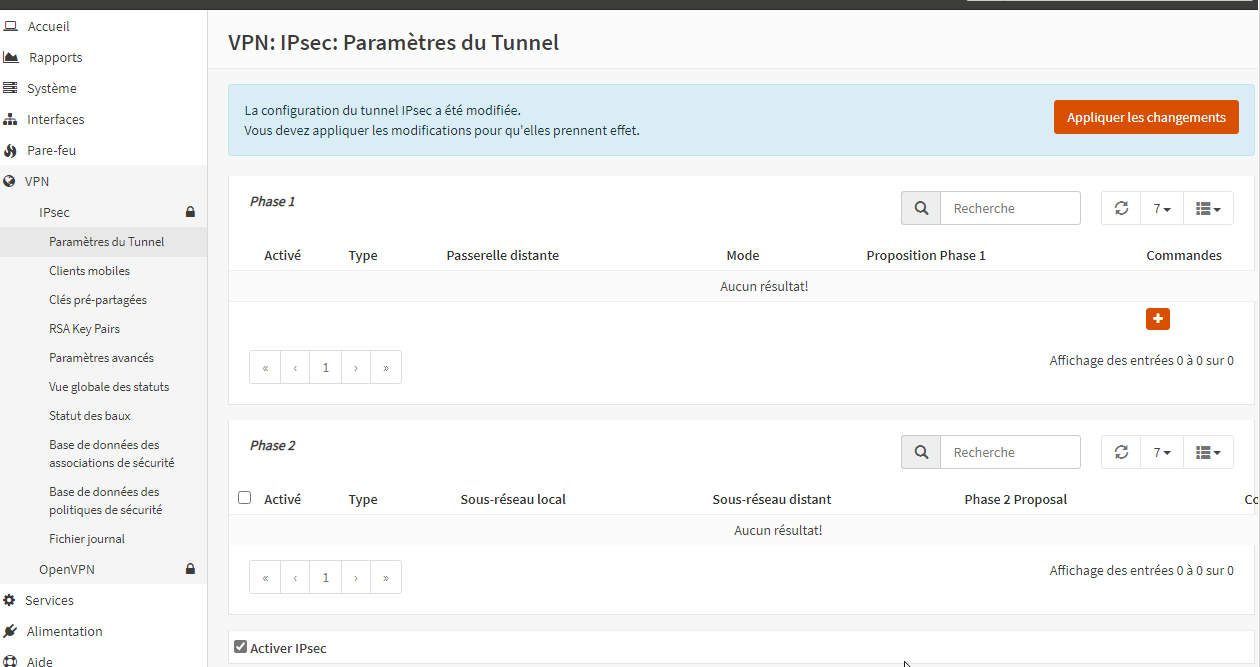 Accueil
Rapports
Système
Interfaces
Pare-feu
VPN
IPsec
Paramètres du Tunnel
Clients mobiles
Clés pré-partagées
RSA Key Pairs
Paramètres avancés
Vue globale des statuts
Statut des baux
Base de données des
associations de sécurité
Base de données des
politiques de sécurité
Fichier journal
OpenVPN
Services
Alimentation
Aide
VPN: IPsec: Paramètres du Tunnel
La configuration du tunnel IPsec a été modifiée.
Vous devez appliquer les modifications pour qu'elles prennent effet.
Appliquer les changements
Phase 1
Recherche
7
Activé Type Passerelle distante Mode Proposition Phase 1 Commandes
Aucun résultat!
« ‹ 1 › »
Affichage des entrées 0 à 0 sur 0
Phase 2
Recherche
7
Activé Type Sous-réseau local Sous-réseau distant Phase 2 Proposal Co
Aucun résultat!
« ‹ 1 › »
Affichage des entrées 0 à 0 sur 0
Activer IPsec